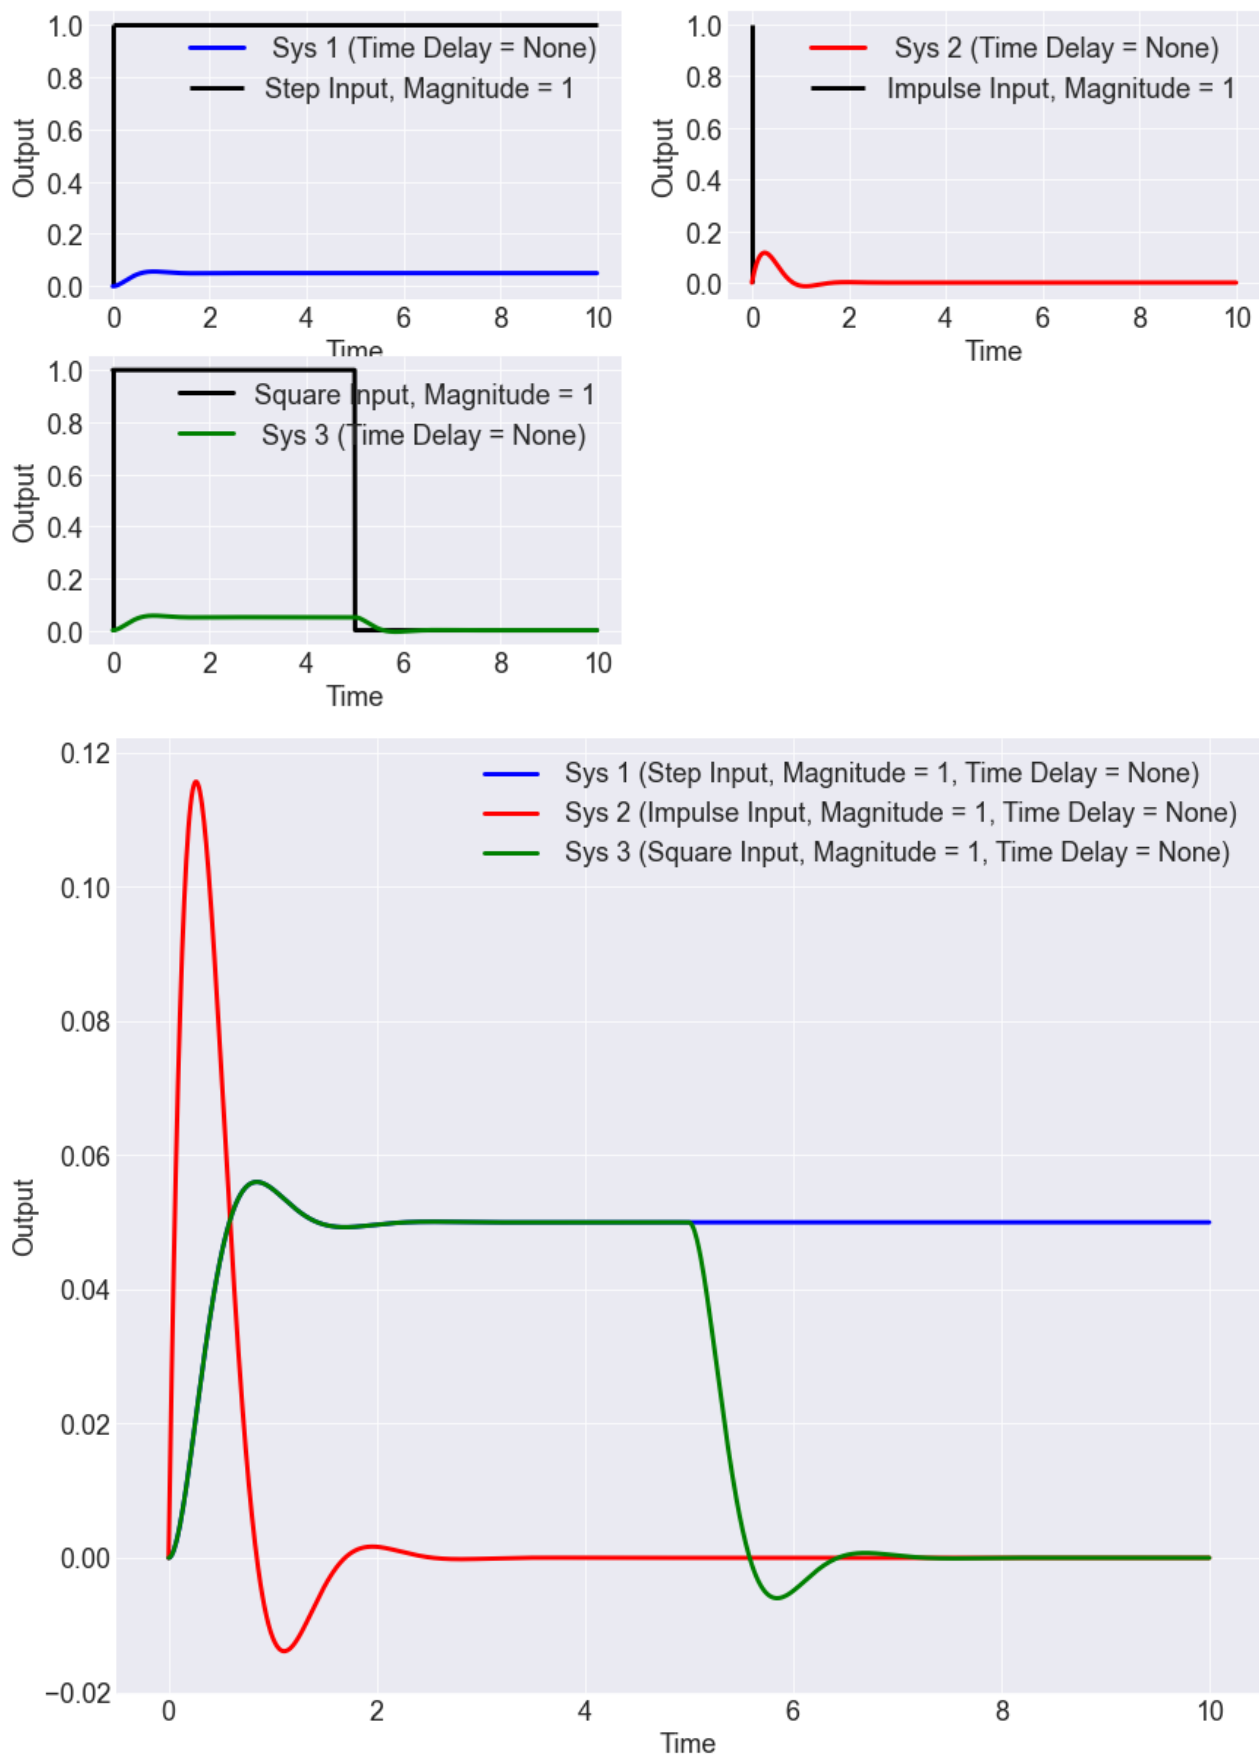 1.0
0.8
0.6
0.4
0.2
0.0
Output
Sys 1 (Time Delay = None)
Step Input, Magnitude = 1
0 2 4 6 8 10
Time
1.0
0.8
0.6
0.4
0.2
0.0
Output
Sys 2 (Time Delay = None)
Impulse Input, Magnitude = 1
0 2 4 6 8 10
Time
1.0
0.8
0.6
0.4
0.2
0.0
Output
Square Input, Magnitude = 1
Sys 3 (Time Delay = None)
0 2 4 6 8 10
Time
0.12
0.10
0.08
0.06
0.04
0.02
0.00
−0.02
Output
Sys 1 (Step Input, Magnitude = 1, Time Delay = None)
Sys 2 (Impulse Input, Magnitude = 1, Time Delay = None)
Sys 3 (Square Input, Magnitude = 1, Time Delay = None)
0 2 4 6 8 10
Time